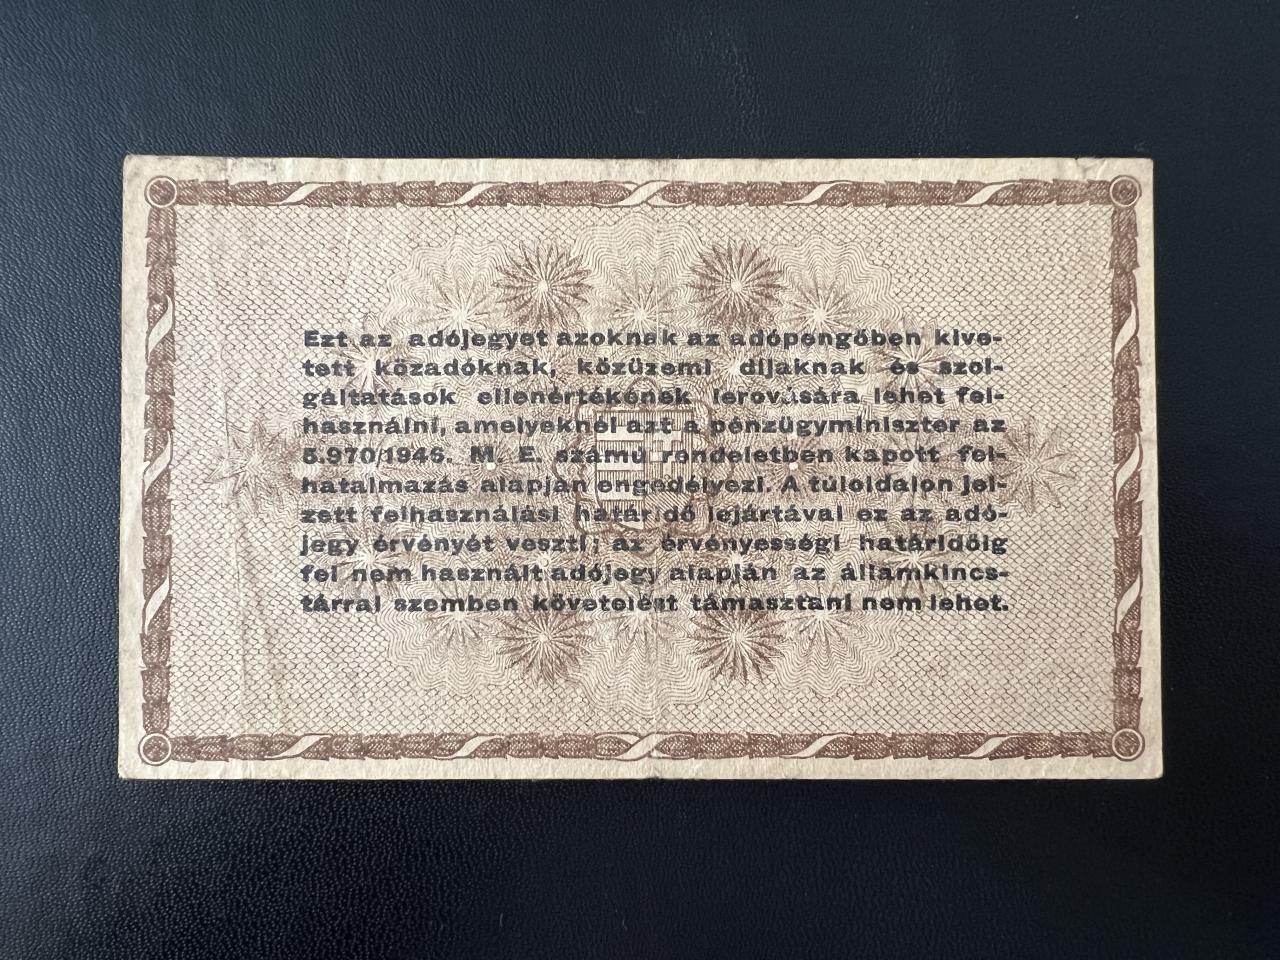 Ezt az adójegyet azoknak az adópengőben kive-
tett közadóknak, közüzemi díjaknak és szol-
gáltatások ellenértékének lerovására lehet fel-
használni, amelyeknél azt a pénzügyminiszter az
5.970/1946. M. E. számú rendeletben kapott fel-
hatalmazás alapján engedélyezi. A túloldalon jel-
zett felhasználási határidő lejártával ez az adó-
jegy érvényét veszti; az érvényességi határidőig
fel nem használt adójegy alapján az államkincs-
tárral szemben követelést támasztani nem lehet.